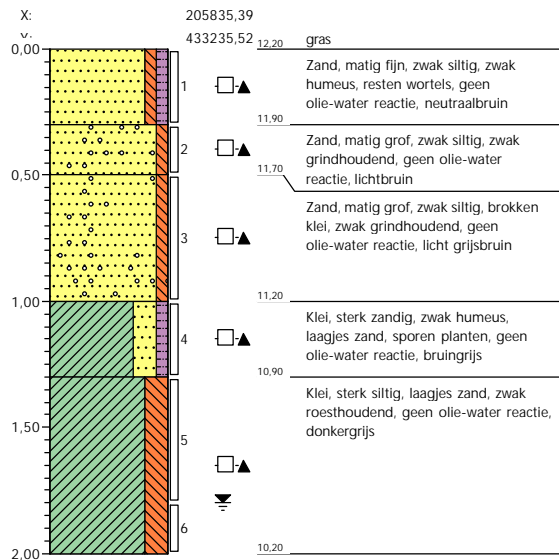 X: 205835,39
Y: 433235,52
0,00
12,20 gras
Zand, matig fijn, zwak siltig, zwak
humeus, resten wortels, geen
olie-water reactie, neutraalbruin
1
11,90
Zand, matig grof, zwak siltig, zwak
grindhoudend, geen olie-water
reactie, lichtbruin
2
0,50
11,70
Zand, matig grof, zwak siltig, brokken
klei, zwak grindhoudend, geen
olie-water reactie, licht grijsbruin
3
1,00
11,20
Klei, sterk zandig, zwak humeus,
laagjes zand, sporen planten, geen
olie-water reactie, bruingrijs
4
10,90
Klei, sterk siltig, laagjes zand, zwak
roesthoudend, geen olie-water reactie,
donkergrijs
5
1,50
6
2,00
10,20